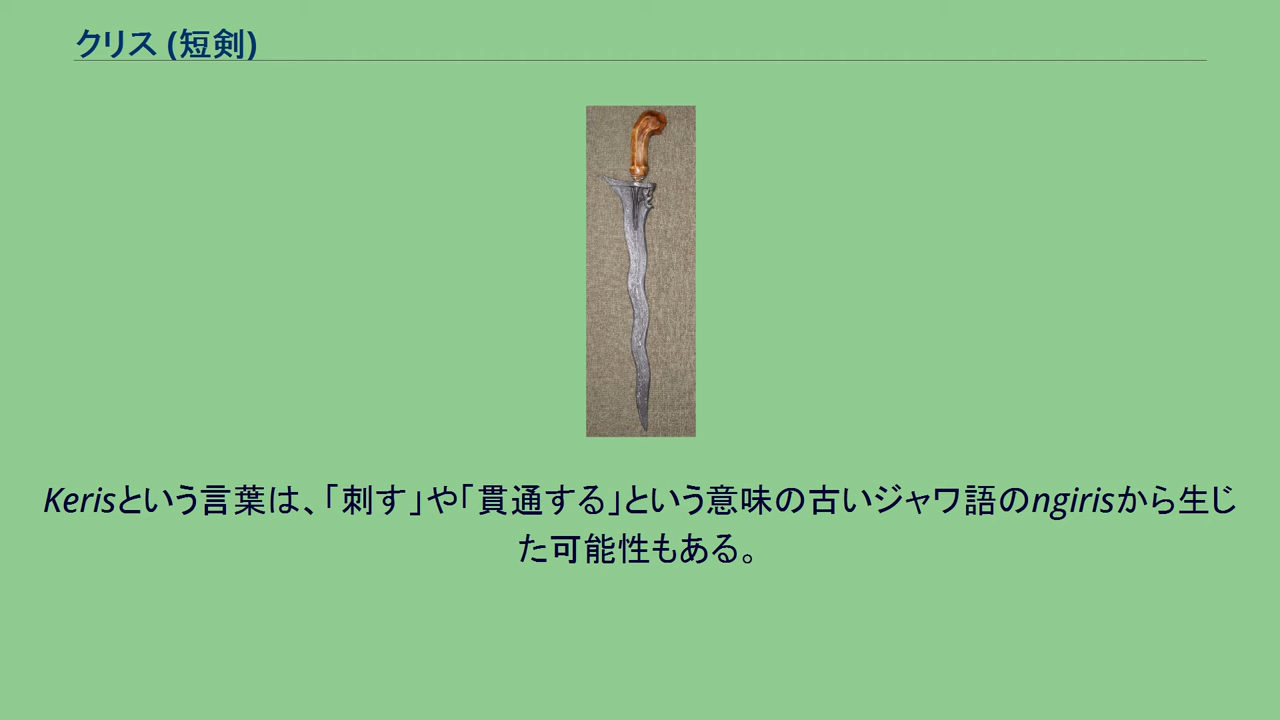 クリス (短剣)
Kerisという言葉は、「刺す」や「貫通する」という意味の古いジャワ語のngirisから生じ
た可能性もある。